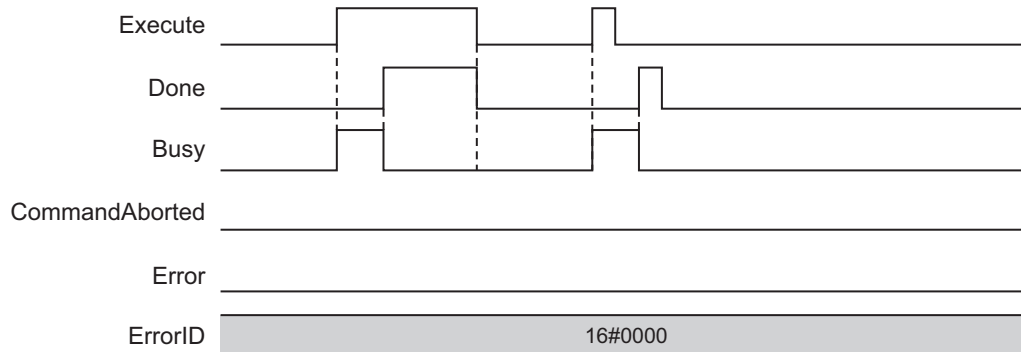 Execute
Done
Busy
CommandAborted
Error
ErrorID
16#0000